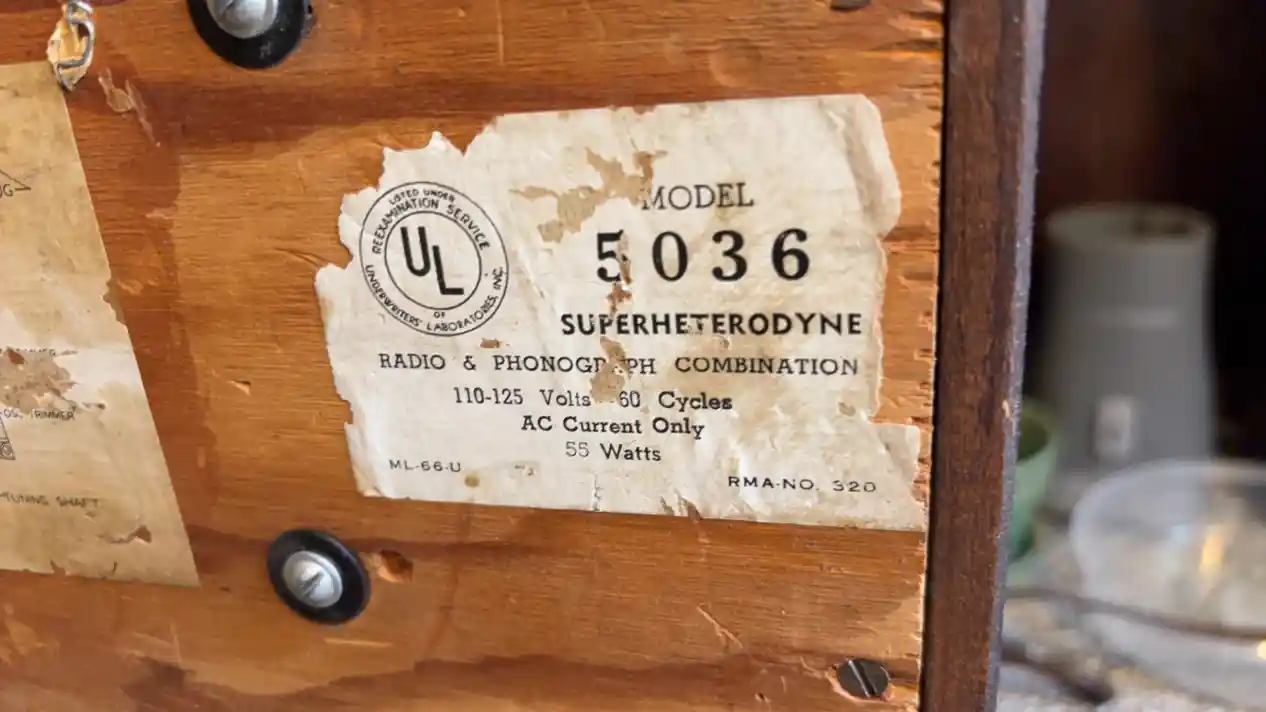 LISTED UNDER
REEXAMINATION SERVICE
UL
OF
UNDERWRITERS' LABORATORIES, INC.
MODEL
5036
SUPERHETERODYNE
RADIO & PHONOGRAPH COMBINATION
110-125 Volts 60 Cycles
AC Current Only
55 Watts
ML-66-U
RMA-NO. 320
TRIMMER
TUNING SHAFT